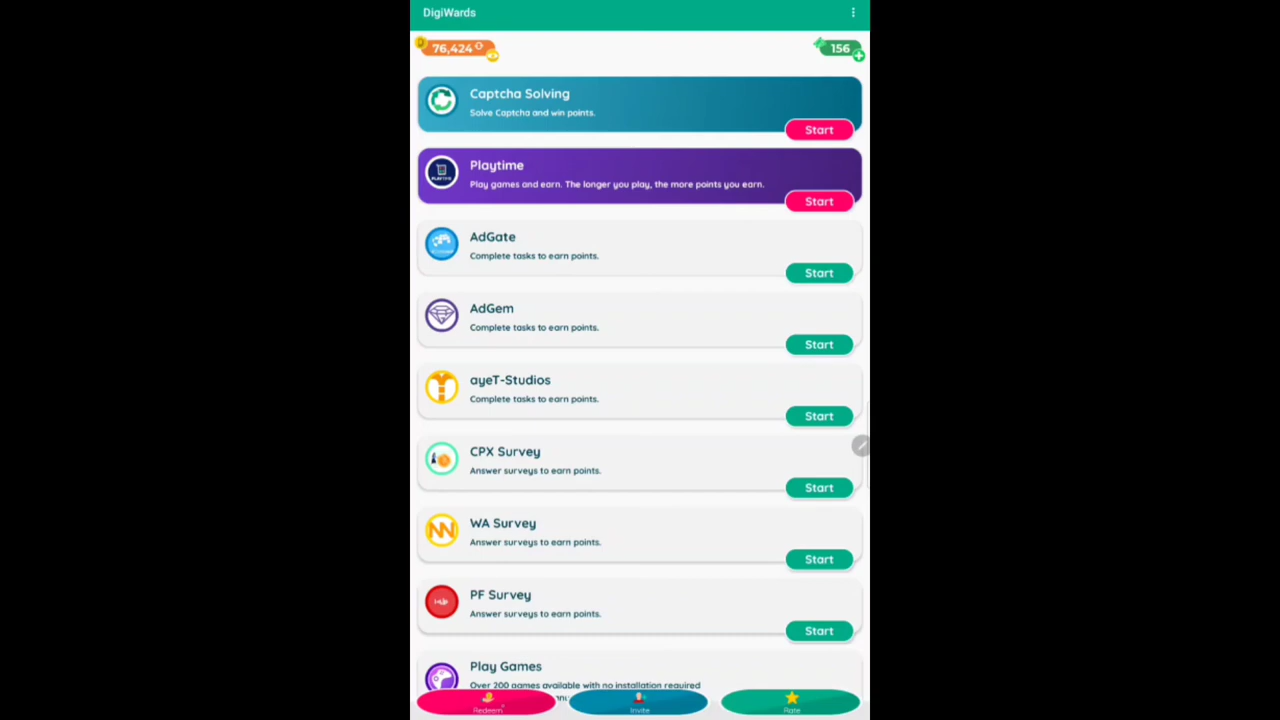 DigiWards
76,424
156
Captcha Solving
Solve Captcha and win points.
Start
Playtime
Play games and earn. The longer you play, the more points you earn.
Start
AdGate
Complete tasks to earn points.
Start
AdGem
Complete tasks to earn points.
Start
ayeT-Studios
Complete tasks to earn points.
Start
CPX Survey
Answer surveys to earn points.
Start
WA Survey
Answer surveys to earn points.
Start
PF Survey
Answer surveys to earn points.
Start
Play Games
Over 200 games available with no installation required
Redeem
Invite
Rate